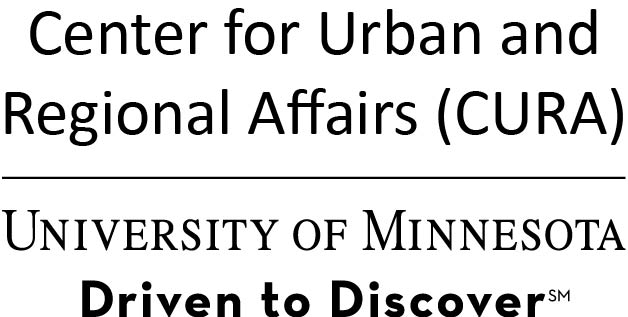 Center for Urban and
Regional Affairs (CURA)
UNIVERSITY OF MINNESOTA
Driven to Discover℠